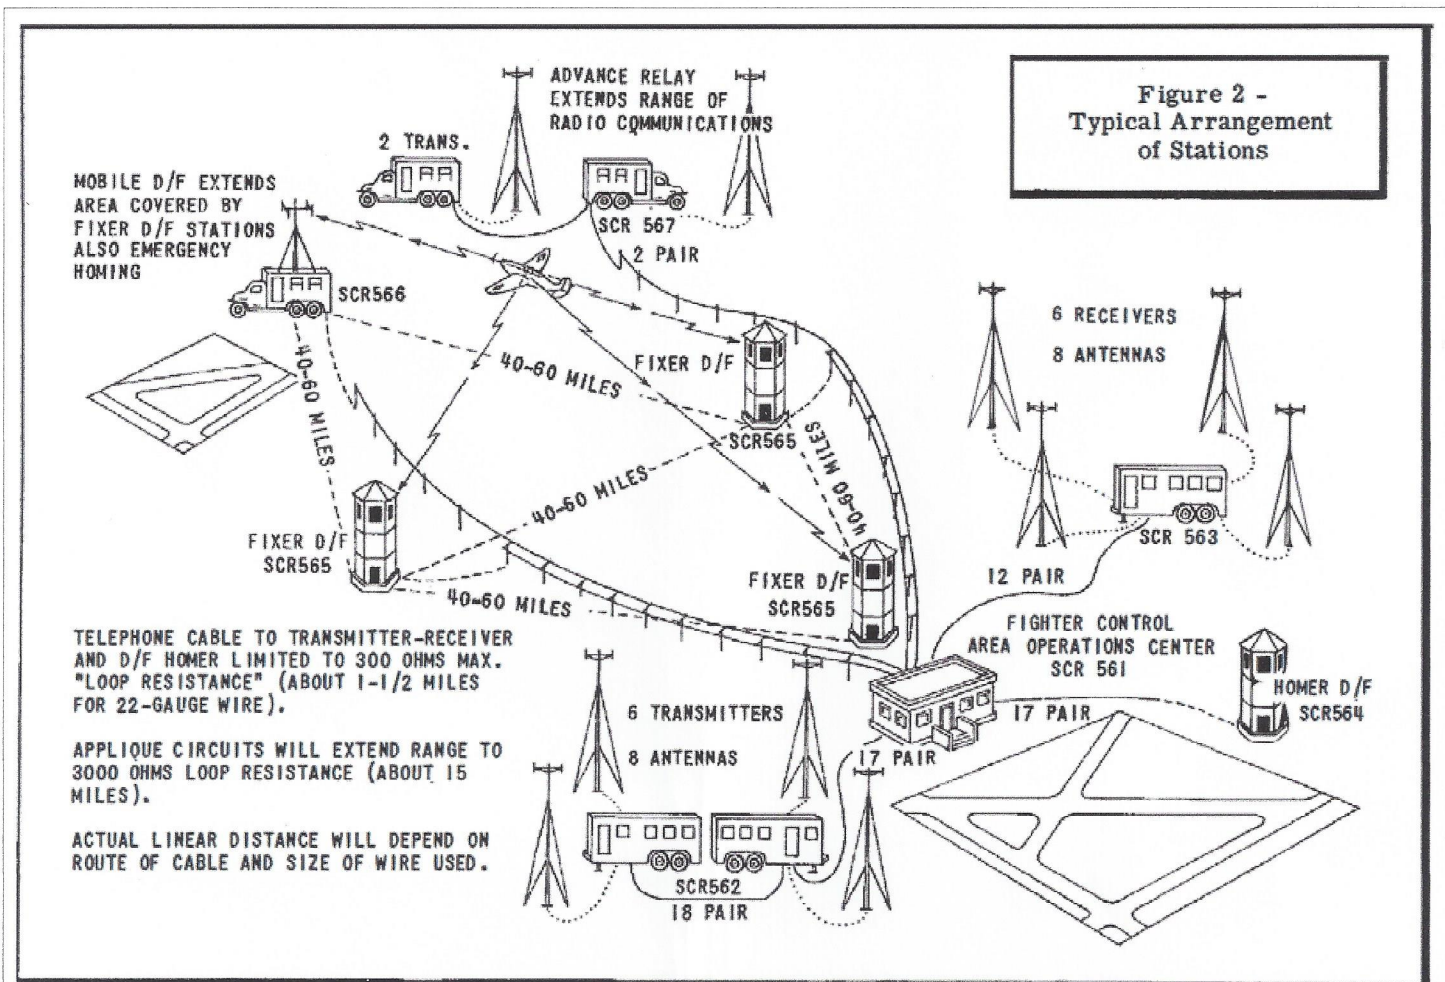 Figure 2 -
Typical Arrangement
of Stations
ADVANCE RELAY
EXTENDS RANGE OF
RADIO COMMUNICATIONS
2 TRANS.
SCR 567
2 PAIR
MOBILE D/F EXTENDS
AREA COVERED BY
FIXER D/F STATIONS
ALSO EMERGENCY
HOMING
SCR566
40-60 MILES
40-60 MILES
FIXER D/F
SCR565
40-60 MILES
40-60 MILES
FIXER D/F
SCR565
40-60 MILES
FIXER D/F
SCR565
6 RECEIVERS
8 ANTENNAS
SCR 563
12 PAIR
FIGHTER CONTROL
AREA OPERATIONS CENTER
SCR 561
HOMER D/F
SCR564
17 PAIR
17 PAIR
TELEPHONE CABLE TO TRANSMITTER-RECEIVER
AND D/F HOMER LIMITED TO 300 OHMS MAX.
"LOOP RESISTANCE" (ABOUT 1-1/2 MILES
FOR 22-GAUGE WIRE).
APPLIQUE CIRCUITS WILL EXTEND RANGE TO
3000 OHMS LOOP RESISTANCE (ABOUT 15
MILES).
ACTUAL LINEAR DISTANCE WILL DEPEND ON
ROUTE OF CABLE AND SIZE OF WIRE USED.
6 TRANSMITTERS
8 ANTENNAS
SCR562
18 PAIR